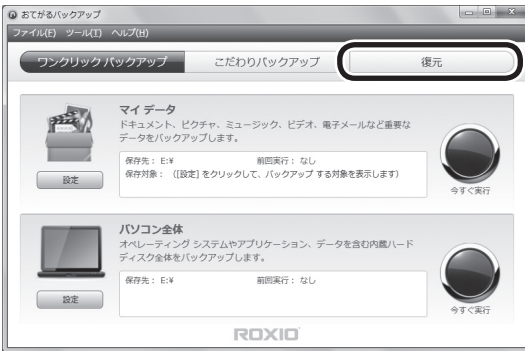 おてがるバックアップ
ファイル(F) ツール(T) ヘルプ(H)
ワンクリックバックアップ こだわりバックアップ 復元
マイ データ
ドキュメント、ピクチャ、ミュージック、ビデオ、電子メールなど重要な
データをバックアップします。
保存先： E:¥ 前回実行： なし
保存対象： （[設定] をクリックして、バックアップ する対象を表示します）
設定
今すぐ実行
パソコン全体
オペレーティング システムやアプリケーション、データを含む内蔵ハード
ディスク全体をバックアップします。
保存先： E:¥ 前回実行： なし
設定
今すぐ実行
ROXIO